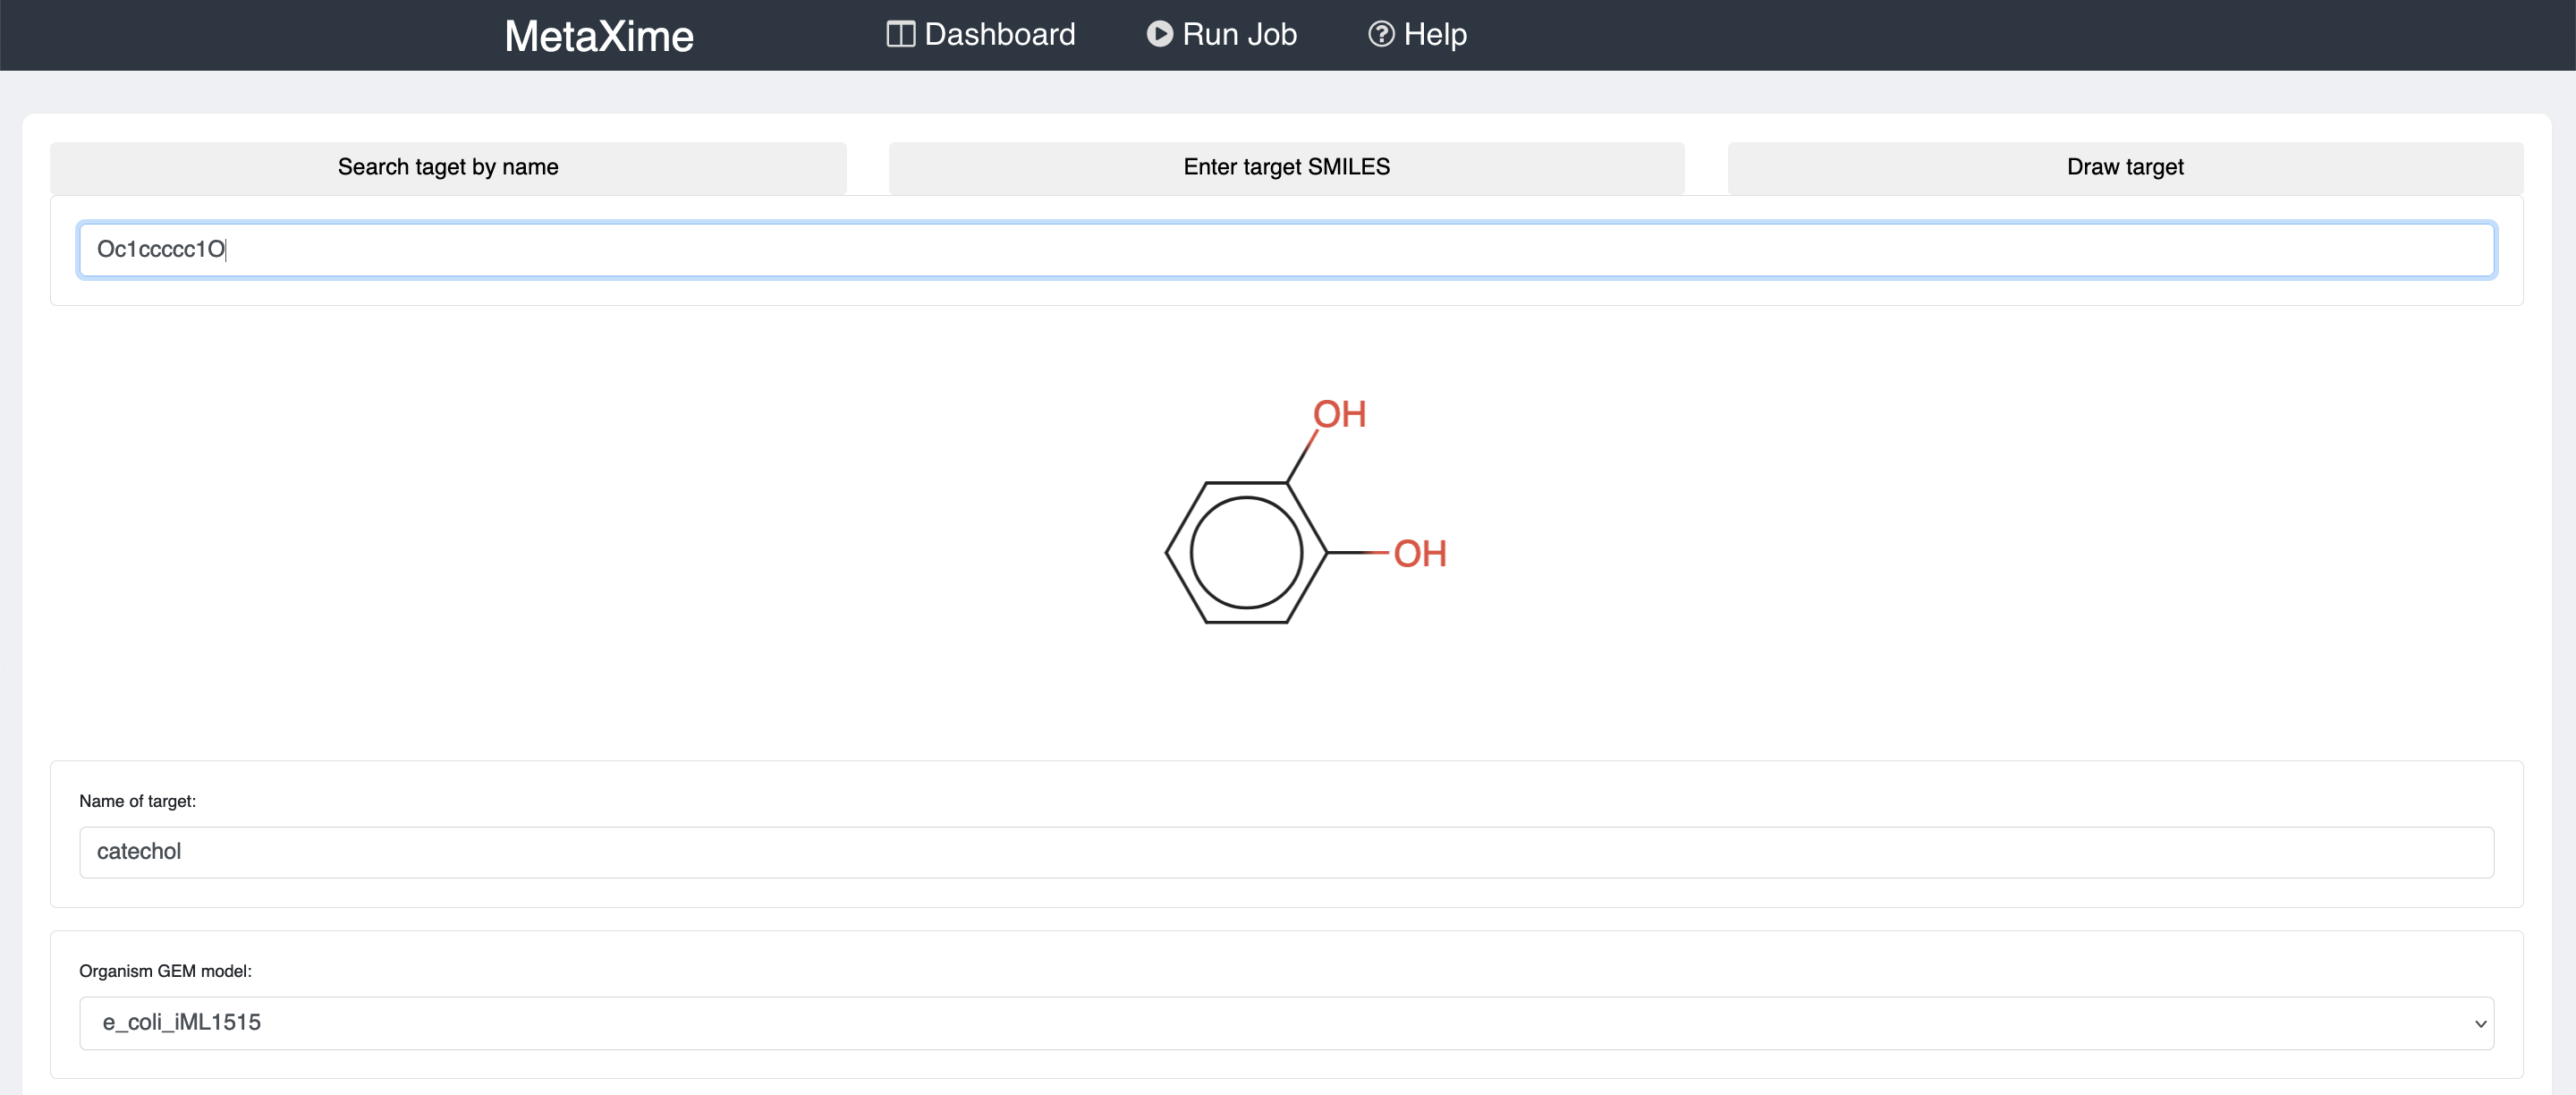 MetaXime Dashboard Run Job Help
Search taget by name Enter target SMILES Draw target
Oc1ccccc1O
OH
OH
Name of target:
catechol
Organism GEM model:
e_coli_iML1515